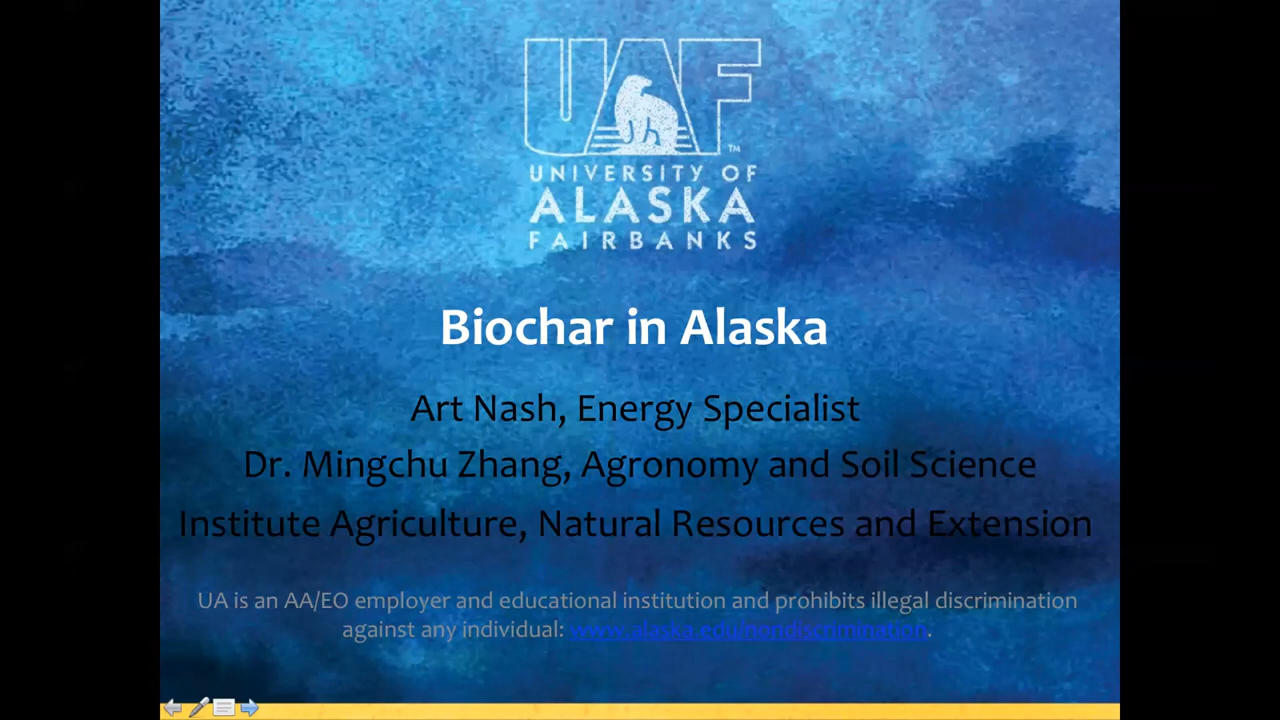 UAF
TM
UNIVERSITY OF
ALASKA
FAIRBANKS
Biochar in Alaska
Art Nash, Energy Specialist
Dr. Mingchu Zhang, Agronomy and Soil Science
Institute Agriculture, Natural Resources and Extension
UA is an AA/EO employer and educational institution and prohibits illegal discrimination
against any individual: www.alaska.edu/nondiscrimination.